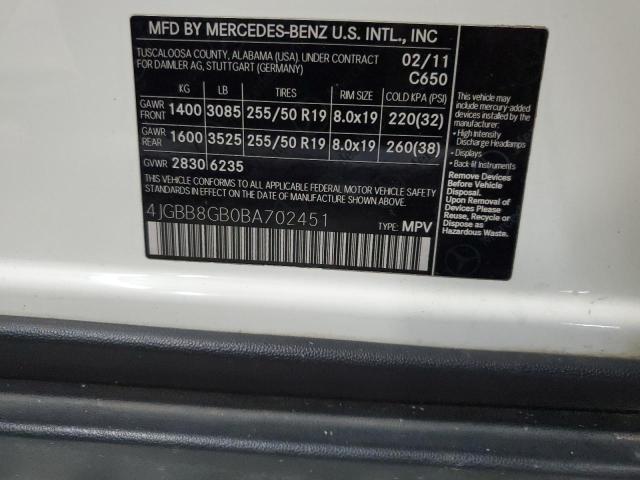 MFD BY MERCEDES-BENZ U.S. INTL., INC
TUSCALOOSA COUNTY, ALABAMA (USA). UNDER CONTRACT
FOR DAIMLER AG, STUTTGART (GERMANY)
02/11
C650
KG LB TIRES RIM SIZE COLD KPA (PSI)
GAWR FRONT 1400 3085 255/50 R19 8.0x19 220(32)
GAWR REAR 1600 3525 255/50 R19 8.0x19 260(38)
GVWR 2830 6235
THIS VEHICLE CONFORMS TO ALL APPLICABLE FEDERAL MOTOR VEHICLE SAFETY
STANDARDS IN EFFECT ON THE DATE OF MANUFACTURE SHOWN ABOVE.
4JGBB8GB0BA702451
TYPE: MPV
This vehicle may
include mercury-added
devices installed by
the manufacturer:
• High Intensity
Discharge Headlamps
• Displays
• Back-lit Instruments
Remove Devices
Before Vehicle
Disposal.
Upon Removal
of Devices Please
Reuse, Recycle or
Dispose as
Hazardous Waste.